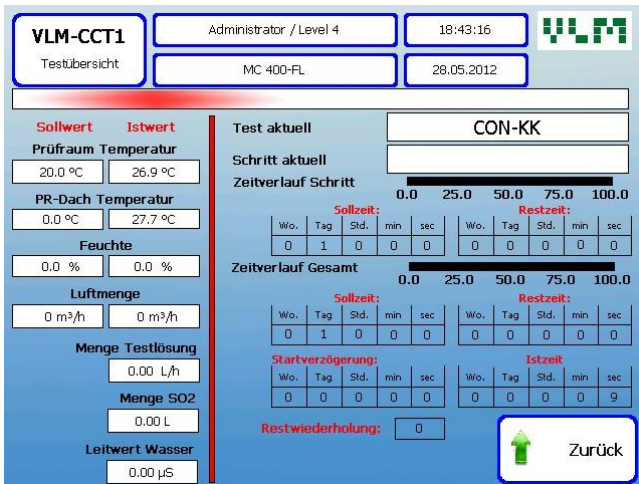 VLM-CCT1
Testübersicht
Administrator / Level 4
18:43:16
VLM
MC 400-FL
28.05.2012
Sollwert Istwert
Prüfraum Temperatur
20.0 ºC 26.9 ºC
PR-Dach Temperatur
0.0 ºC 27.7 ºC
Feuchte
0.0 % 0.0 %
Luftmenge
0 m³/h 0 m³/h
Menge Testlösung
0.00 L/h
Menge SO2
0.00 L
Leitwert Wasser
0.00 µS
Test aktuell CON-KK
Schritt aktuell
Zeitverlauf Schritt
0.0 25.0 50.0 75.0 100.0
Sollzeit: Restzeit:
Wo. Tag Std. min sec Wo. Tag Std. min sec
0 1 0 0 0 0 0 0 0 0
Zeitverlauf Gesamt
0.0 25.0 50.0 75.0 100.0
Sollzeit: Restzeit:
Wo. Tag Std. min sec Wo. Tag Std. min sec
0 1 0 0 0 0 0 0 0 0
Startverzögerung: Istzeit
Wo. Tag Std. min sec Wo. Tag Std. min sec
0 0 0 0 0 0 0 0 0 9
Restwiederholung: 0
Zurück